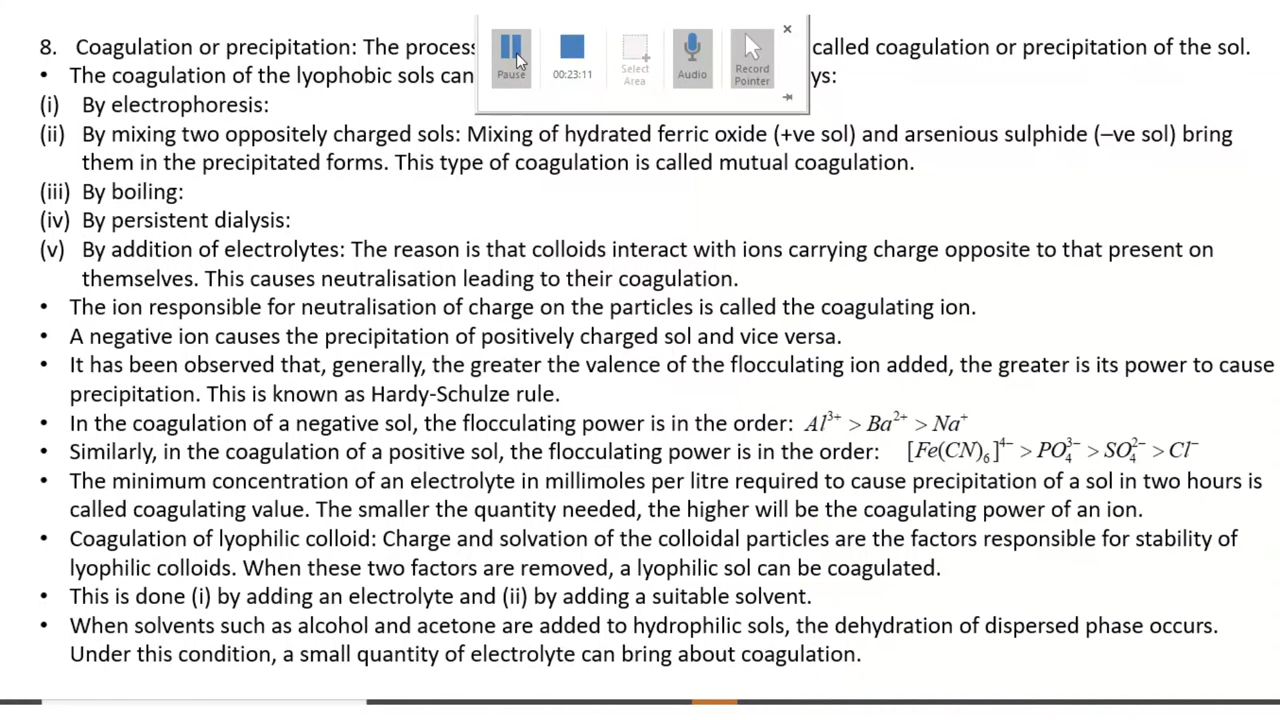 8. Coagulation or precipitation: The process called coagulation or precipitation of the sol.
• The coagulation of the lyophobic sols can ys:
(i) By electrophoresis:
(ii) By mixing two oppositely charged sols: Mixing of hydrated ferric oxide (+ve sol) and arsenious sulphide (–ve sol) bring
them in the precipitated forms. This type of coagulation is called mutual coagulation.
(iii) By boiling:
(iv) By persistent dialysis:
(v) By addition of electrolytes: The reason is that colloids interact with ions carrying charge opposite to that present on
themselves. This causes neutralisation leading to their coagulation.
• The ion responsible for neutralisation of charge on the particles is called the coagulating ion.
• A negative ion causes the precipitation of positively charged sol and vice versa.
• It has been observed that, generally, the greater the valence of the flocculating ion added, the greater is its power to cause
precipitation. This is known as Hardy-Schulze rule.
• In the coagulation of a negative sol, the flocculating power is in the order: Al³⁺ > Ba²⁺ > Na⁺
• Similarly, in the coagulation of a positive sol, the flocculating power is in the order: [Fe(CN)₆]⁴⁻ > PO₄³⁻ > SO₄²⁻ > Cl⁻
• The minimum concentration of an electrolyte in millimoles per litre required to cause precipitation of a sol in two hours is
called coagulating value. The smaller the quantity needed, the higher will be the coagulating power of an ion.
• Coagulation of lyophilic colloid: Charge and solvation of the colloidal particles are the factors responsible for stability of
lyophilic colloids. When these two factors are removed, a lyophilic sol can be coagulated.
• This is done (i) by adding an electrolyte and (ii) by adding a suitable solvent.
• When solvents such as alcohol and acetone are added to hydrophilic sols, the dehydration of dispersed phase occurs.
Under this condition, a small quantity of electrolyte can bring about coagulation.
Pause
00:23:11
Select
Area
Audio
Record
Pointer